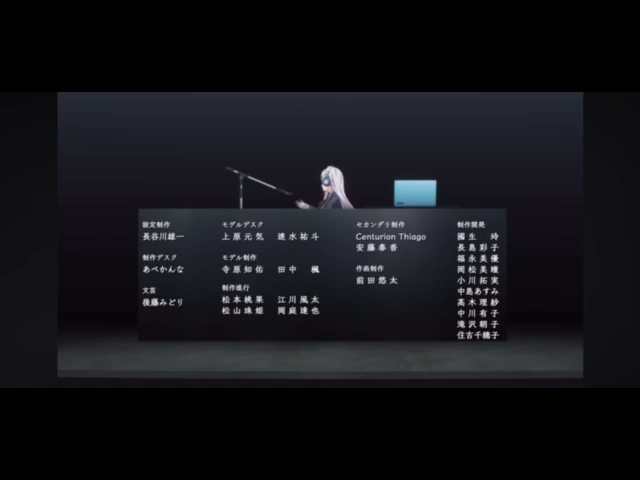 設定制作
長谷川雄一
制作デスク
あべかんな
文芸
後藤みどり
モデルデスク
上原元気 速水祐斗
モデル制作
寺原知佑 田中 楓
制作進行
松本桃果 江川風太
松山珠姫 岡庭達也
セカンダリ制作
Centurion Thiago
安藤春香
作画制作
前田悠太
制作開発
國生 玲
長島彩子
福永美優
岡松美瞳
小川拓実
中島あすみ
高木理紗
中川有子
滝沢朝子
住吉千穂子